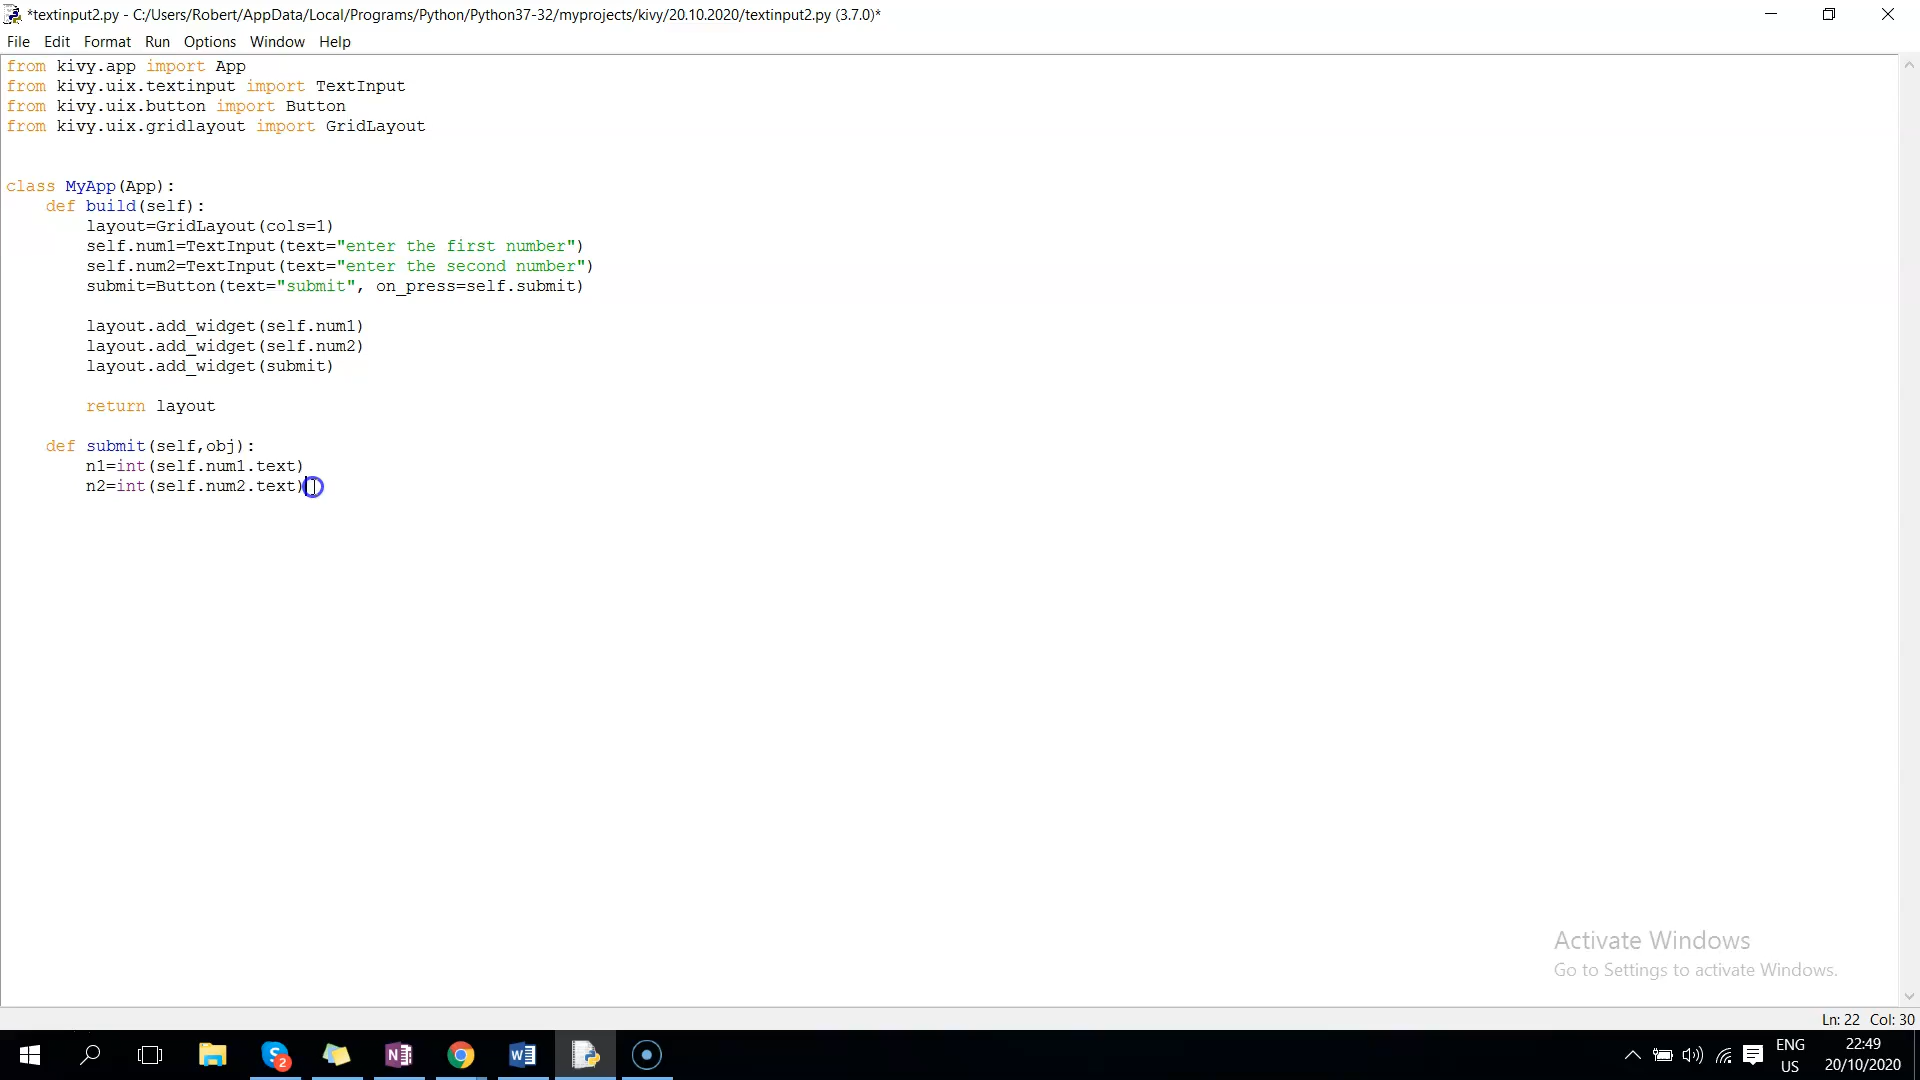 *textinput2.py - C:/Users/Robert/AppData/Local/Programs/Python/Python37-32/myprojects/kivy/20.10.2020/textinput2.py (3.7.0)*
File Edit Format Run Options Window Help
from kivy.app import App
from kivy.uix.textinput import TextInput
from kivy.uix.button import Button
from kivy.uix.gridlayout import GridLayout
class MyApp(App):
    def build(self):
        layout=GridLayout(cols=1)
        self.num1=TextInput(text="enter the first number")
        self.num2=TextInput(text="enter the second number")
        submit=Button(text="submit", on_press=self.submit)
        layout.add_widget(self.num1)
        layout.add_widget(self.num2)
        layout.add_widget(submit)
        return layout
    def submit(self,obj):
        n1=int(self.num1.text)
        n2=int(self.num2.text)
Activate Windows
Go to Settings to activate Windows.
Ln: 22 Col: 30
S 2 N W ENG 22:49
US 20/10/2020